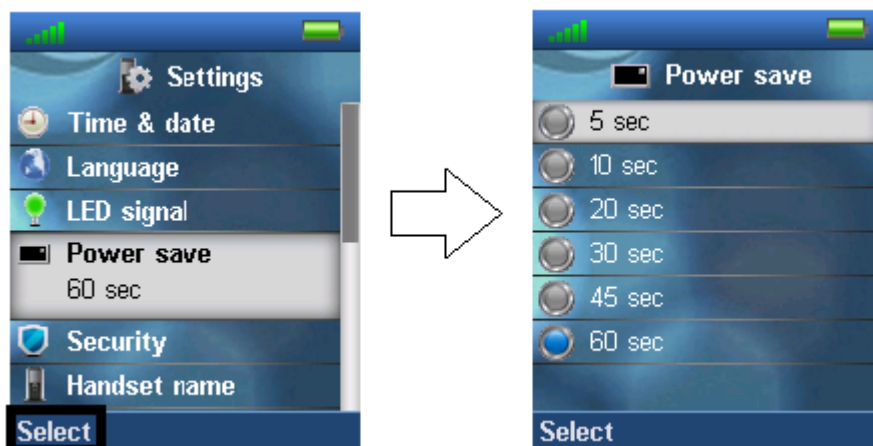 Settings
Time & date
Language
LED signal
Power save
60 sec
Security
Handset name
Select
Power save
5 sec
10 sec
20 sec
30 sec
45 sec
60 sec
Select